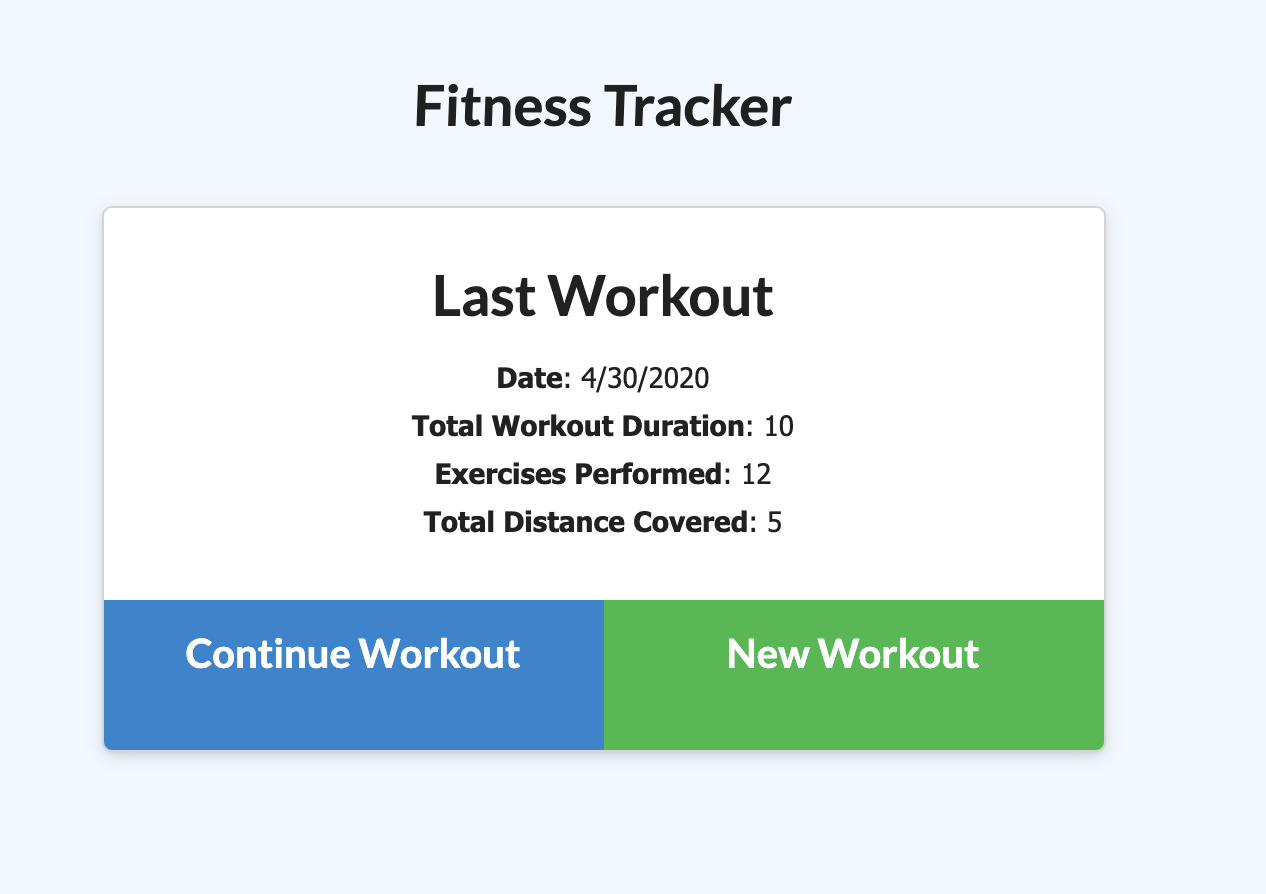 Fitness Tracker
Last Workout
Date: 4/30/2020
Total Workout Duration: 10
Exercises Performed: 12
Total Distance Covered: 5
Continue Workout
New Workout